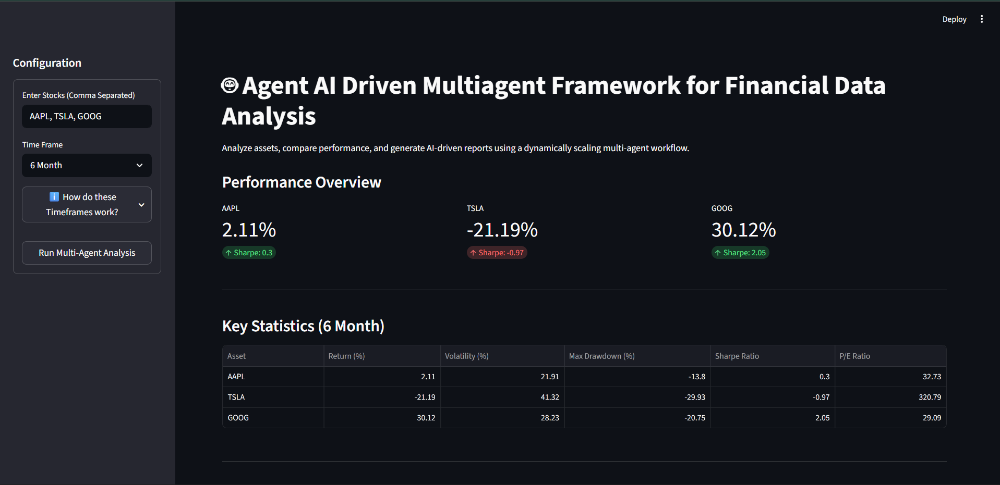 Deploy
Configuration
Enter Stocks (Comma Separated)
AAPL, TSLA, GOOG
Time Frame
6 Month
How do these
Timeframes work?
Run Multi-Agent Analysis
Agent AI Driven Multiagent Framework for Financial Data
Analysis
Analyze assets, compare performance, and generate AI-driven reports using a dynamically scaling multi-agent workflow.
Performance Overview
AAPL TSLA GOOG
2.11% -21.19% 30.12%
↑ Sharpe: 0.3 ↑ Sharpe: -0.97 ↑ Sharpe: 2.05
Key Statistics (6 Month)
Asset Return (%) Volatility (%) Max Drawdown (%) Sharpe Ratio P/E Ratio
AAPL 2.11 21.91 -13.8 0.3 32.73
TSLA -21.19 41.32 -29.93 -0.97 320.79
GOOG 30.12 28.23 -20.75 2.05 29.09